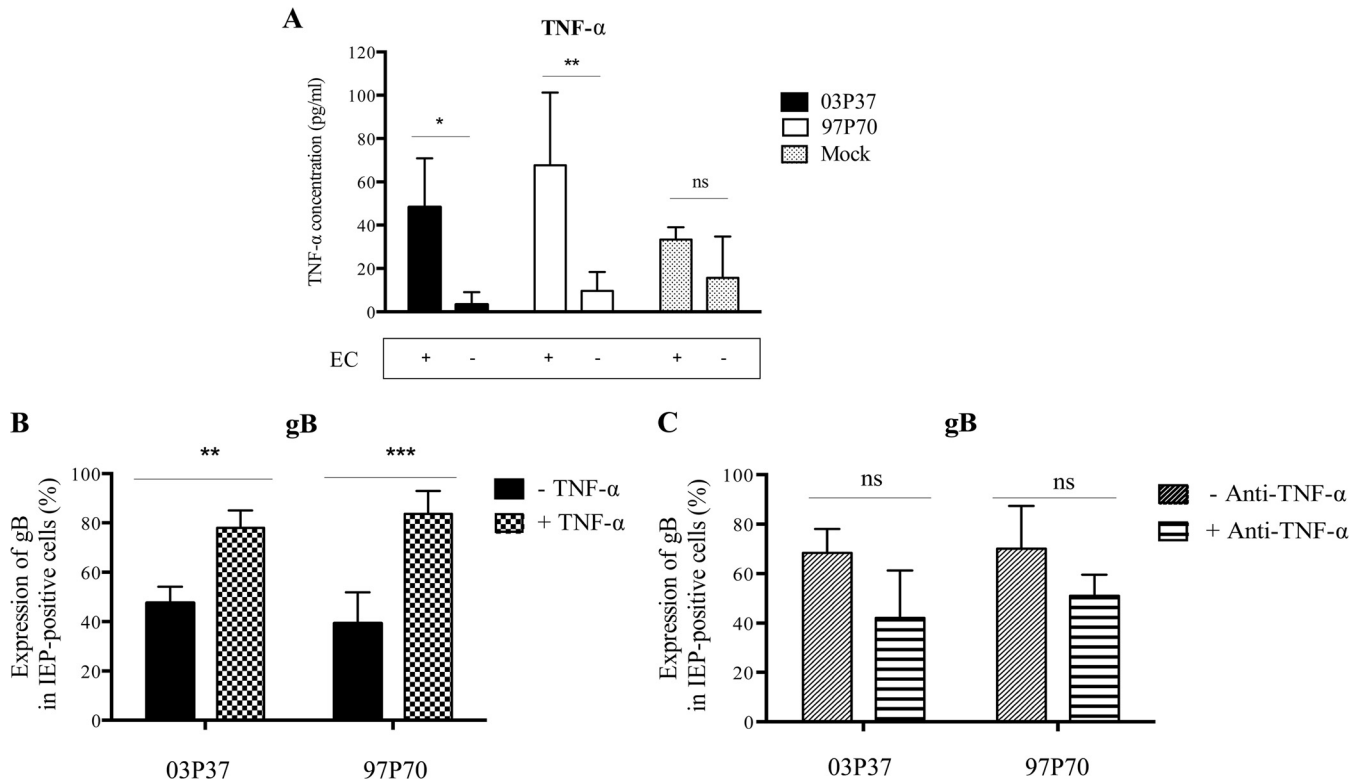 A
TNF-α
TNF-α concentration (pg/ml)
120
100
80
60
40
20
0
*
**
ns
03P37
97P70
Mock
EC + - + - + -
B
gB
Expression of gB
in IEP-positive cells (%)
100
80
60
40
20
0
**
***
- TNF-α
+ TNF-α
03P37 97P70
C
gB
Expression of gB
in IEP-positive cells (%)
100
80
60
40
20
0
ns
ns
- Anti-TNF-α
+ Anti-TNF-α
03P37 97P70